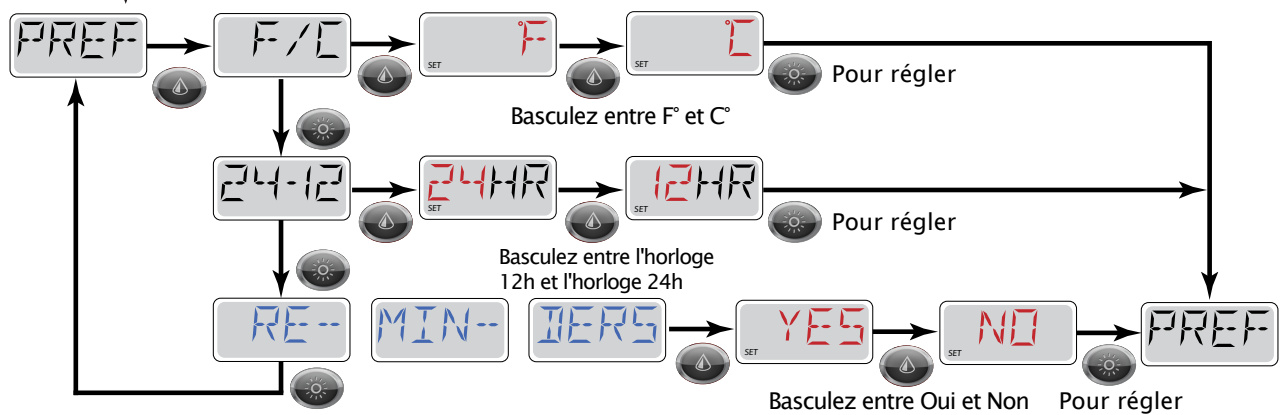 PREF F/C °F SET °C SET Pour régler
Basculez entre F° et C°
24-12 24HR SET 12HR SET Pour régler
Basculez entre l'horloge
12h et l'horloge 24h
RE-- MIN-- DERS YES SET NO SET PREF
Basculez entre Oui et Non Pour régler